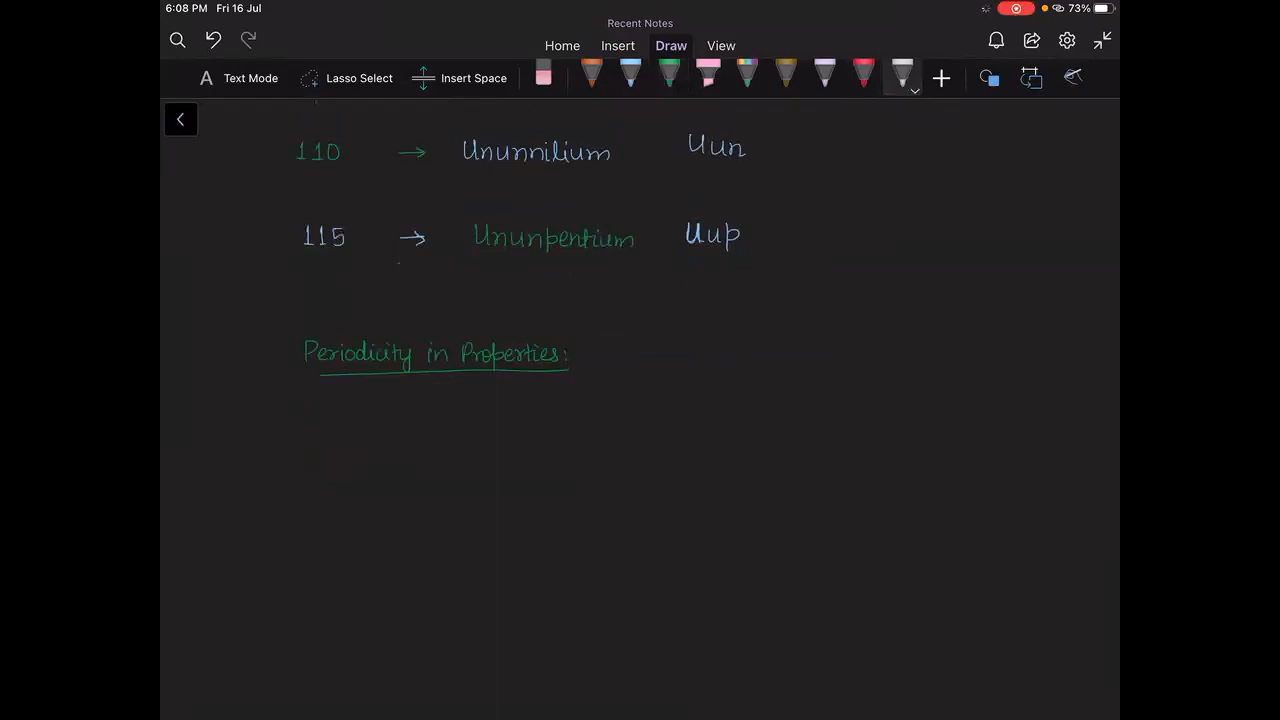 6:08 PM Fri 16 Jul 73%
Recent Notes
Home Insert Draw View
A Text Mode Lasso Select Insert Space
110 → Ununnilium Uun
115 → Ununpentium Uup
Periodicity in Properties: